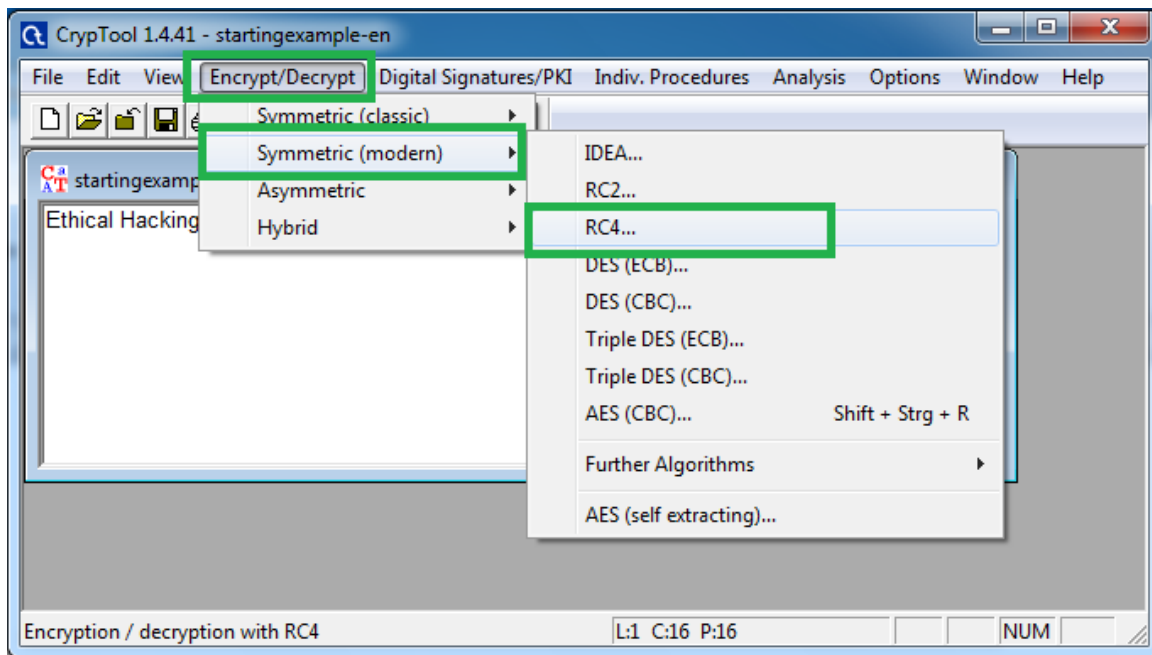 CrypTool 1.4.41 - startingexample-en
File Edit View Encrypt/Decrypt Digital Signatures/PKI Indiv. Procedures Analysis Options Window Help
Symmetric (classic)
Symmetric (modern)
Asymmetric
Hybrid
IDEA...
RC2...
RC4...
DES (ECB)...
DES (CBC)...
Triple DES (ECB)...
Triple DES (CBC)...
AES (CBC)... Shift + Strg + R
Further Algorithms
AES (self extracting)...
startingexamp
Ethical Hacking
Encryption / decryption with RC4 L:1 C:16 P:16 NUM